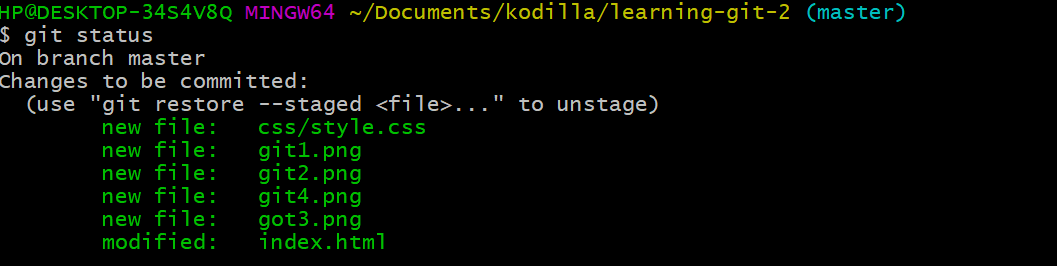 HP@DESKTOP-34S4V8Q MINGW64 ~/Documents/kodilla/learning-git-2 (master)
$ git status
On branch master
Changes to be committed:
  (use "git restore --staged <file>..." to unstage)
        new file:   css/style.css
        new file:   git1.png
        new file:   git2.png
        new file:   git4.png
        new file:   got3.png
        modified:   index.html